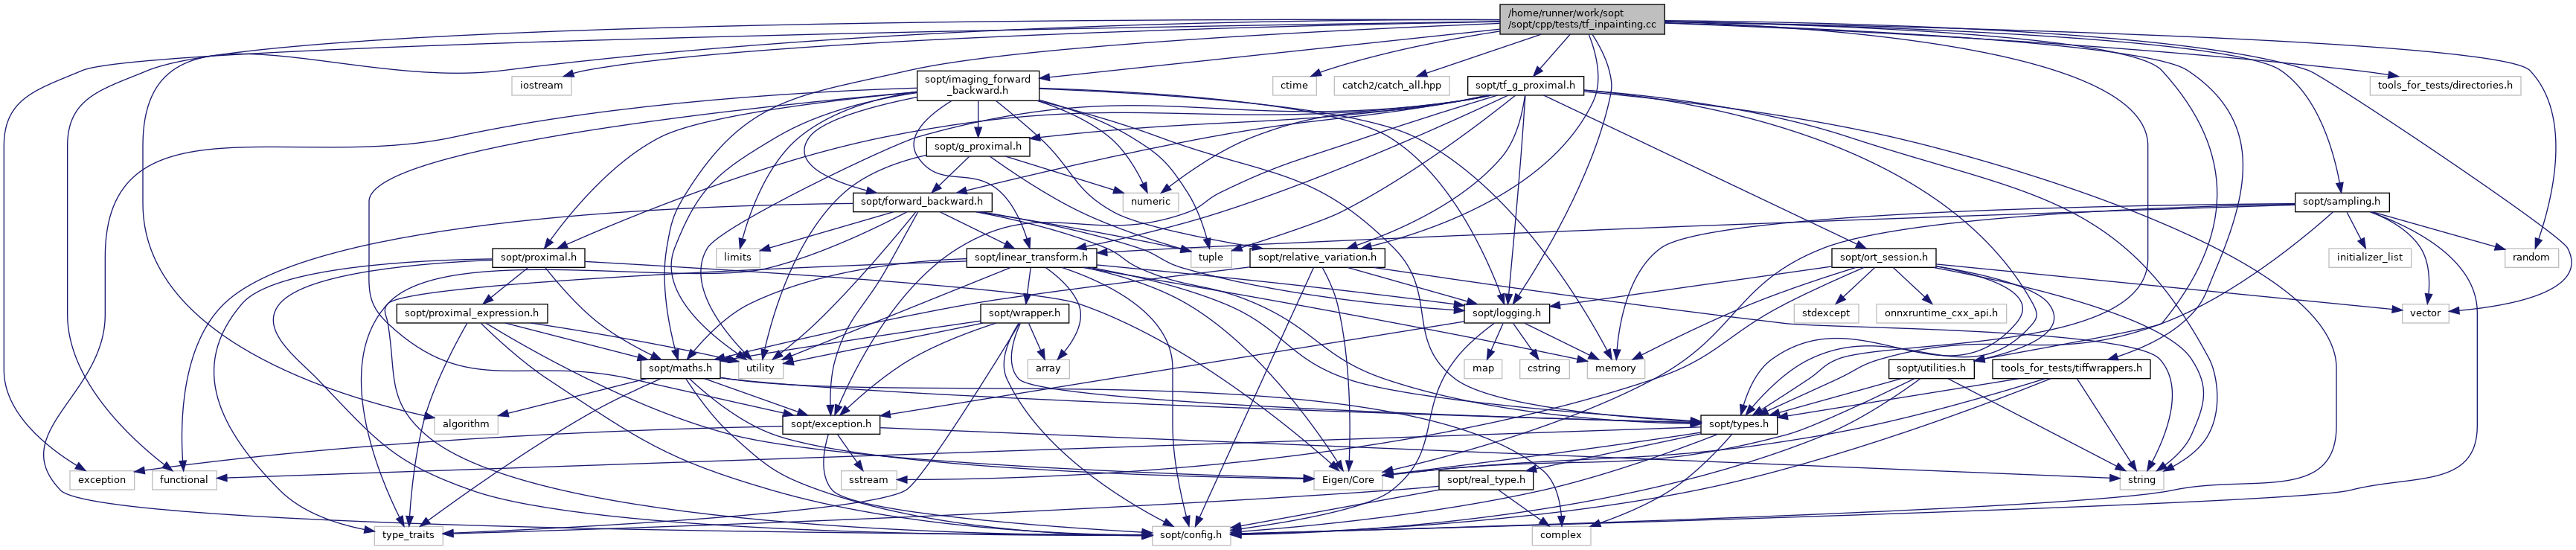 /home/runner/work/sopt
/sopt/cpp/tests/tf_inpainting.cc
iostream
sopt/imaging_forward
_backward.h
ctime
catch2/catch_all.hpp
sopt/tf_g_proximal.h
tools_for_tests/directories.h
sopt/g_proximal.h
sopt/forward_backward.h
numeric
sopt/sampling.h
sopt/proximal.h
limits
sopt/linear_transform.h
tuple
sopt/relative_variation.h
sopt/ort_session.h
initializer_list
random
sopt/proximal_expression.h
sopt/wrapper.h
sopt/logging.h
stdexcept
onnxruntime_cxx_api.h
vector
sopt/maths.h
utility
array
map
cstring
memory
sopt/utilities.h
tools_for_tests/tiffwrappers.h
algorithm
sopt/exception.h
sopt/types.h
exception
functional
sstream
Eigen/Core
sopt/real_type.h
string
type_traits
sopt/config.h
complex